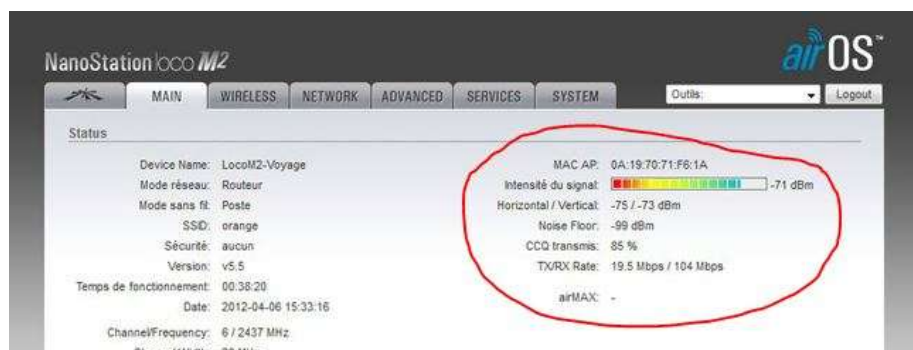 NanoStation loco M2
airOS™
MAIN WIRELESS NETWORK ADVANCED SERVICES SYSTEM Outils: Logout
Status
Device Name: LocoM2-Voyage
Mode réseau: Routeur
Mode sans fil: Poste
SSID: orange
Sécurité: aucun
Version: v5.5
Temps de fonctionnement: 00:38:20
Date: 2012-04-06 15:33:16
Channel/Frequency: 6 / 2437 MHz
MAC AP: 0A:19:70:71:F6:1A
Intensité du signal: -71 dBm
Horizontal / Vertical: -75 / -73 dBm
Noise Floor: -99 dBm
CCQ transmis: 85 %
TX/RX Rate: 19.5 Mbps / 104 Mbps
airMAX: -